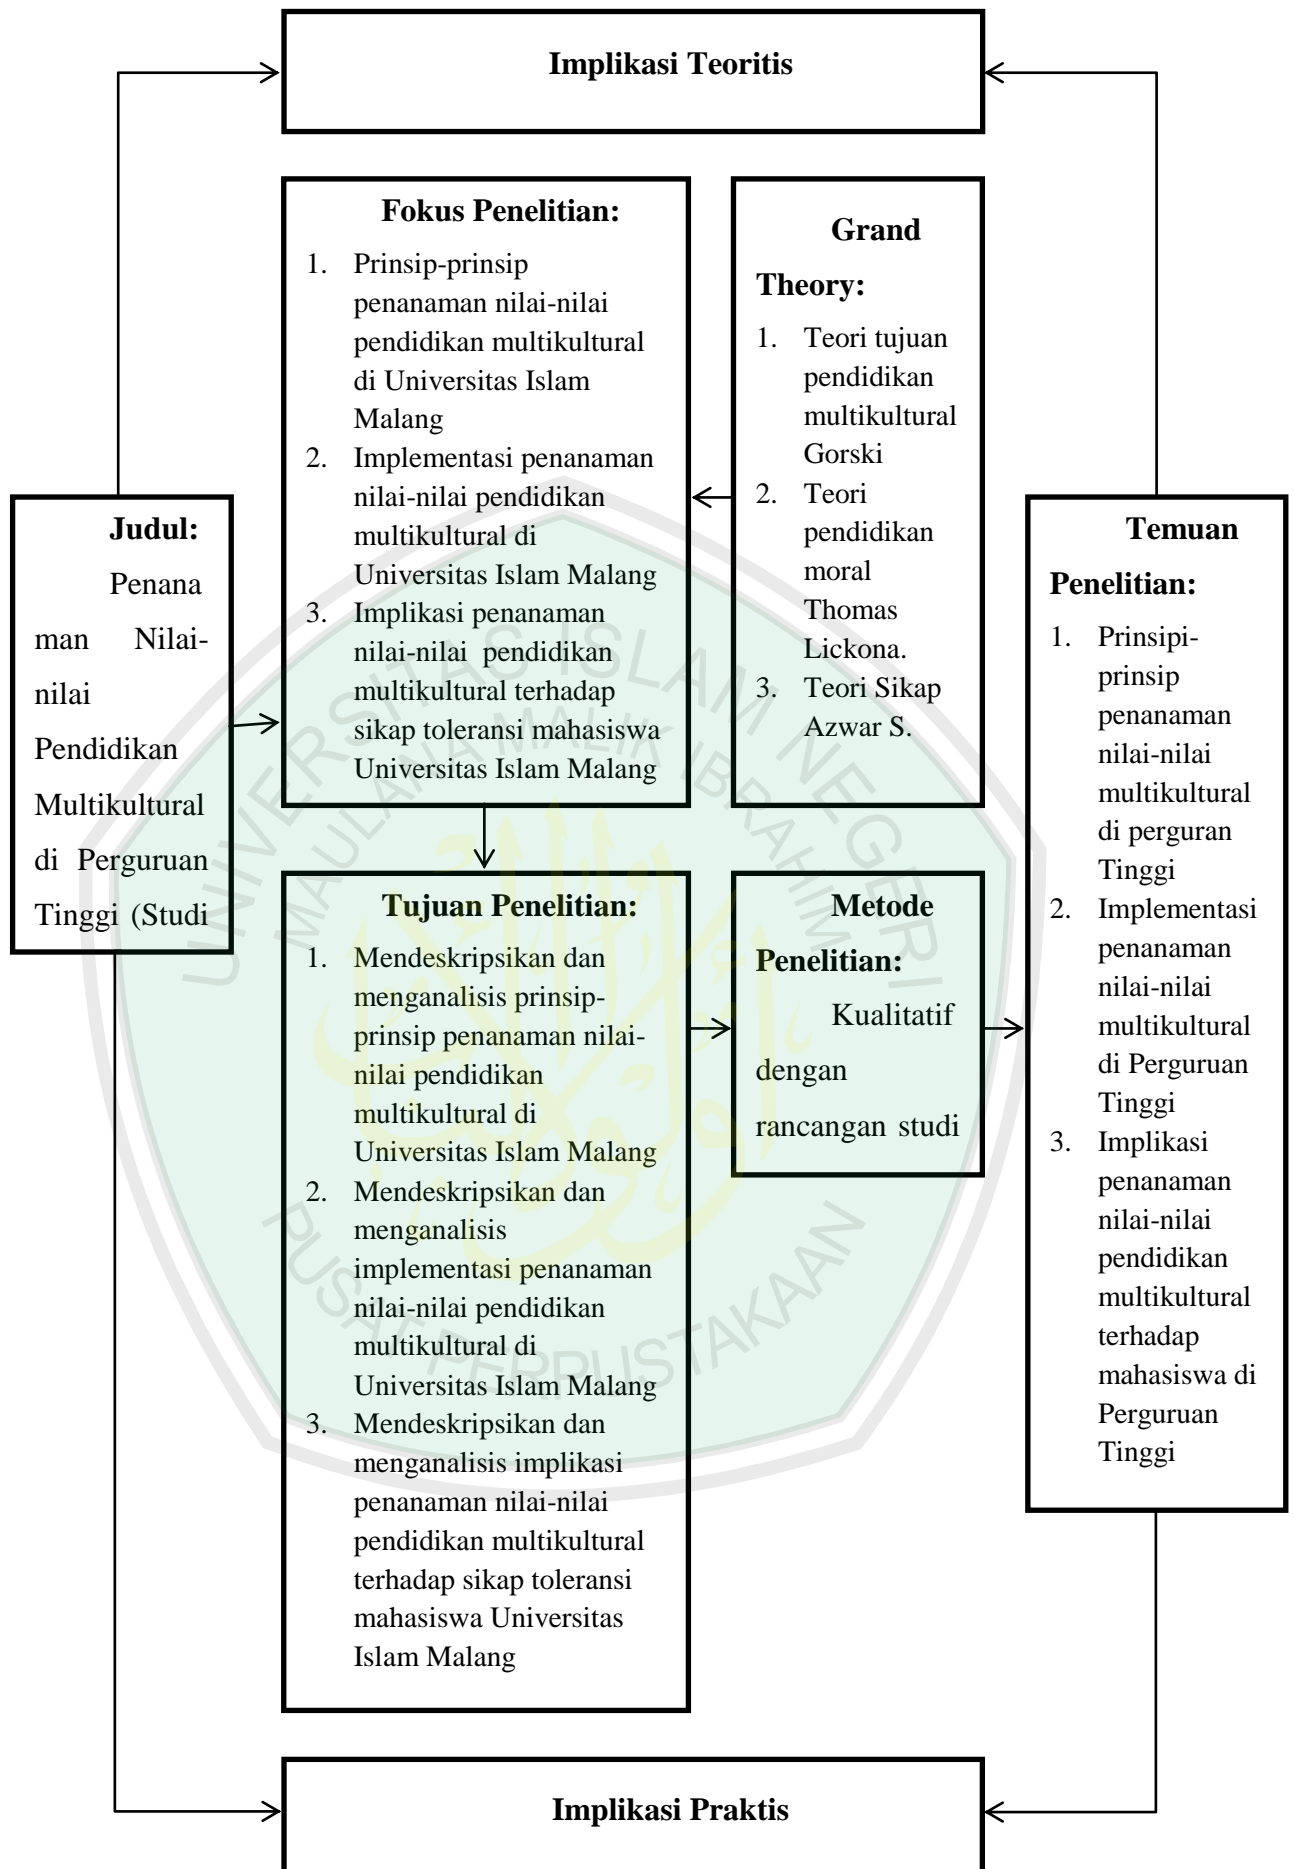 Implikasi Teoritis
Fokus Penelitian:
1. Prinsip-prinsip
penanaman nilai-nilai
pendidikan multikultural
di Universitas Islam
Malang
2. Implementasi penanaman
nilai-nilai pendidikan
multikultural di
Universitas Islam Malang
3. Implikasi penanaman
nilai-nilai pendidikan
multikultural terhadap
sikap toleransi mahasiswa
Universitas Islam Malang
Grand
Theory:
1. Teori tujuan
pendidikan
multikultural
Gorski
2. Teori
pendidikan
moral
Thomas
Lickona.
3. Teori Sikap
Azwar S.
Judul:
Penana
man Nilai-
nilai
Pendidikan
Multikultural
di Perguruan
Tinggi (Studi
Temuan
Penelitian:
1. Prinsipi-
prinsip
penanaman
nilai-nilai
multikultural
di perguran
Tinggi
2. Implementasi
penanaman
nilai-nilai
multikultural
di Perguruan
Tinggi
3. Implikasi
penanaman
nilai-nilai
pendidikan
multikultural
terhadap
mahasiswa di
Perguruan
Tinggi
Tujuan Penelitian:
1. Mendeskripsikan dan
menganalisis prinsip-
prinsip penanaman nilai-
nilai pendidikan
multikultural di
Universitas Islam Malang
2. Mendeskripsikan dan
menganalisis
implementasi penanaman
nilai-nilai pendidikan
multikultural di
Universitas Islam Malang
3. Mendeskripsikan dan
menganalisis implikasi
penanaman nilai-nilai
pendidikan multikultural
terhadap sikap toleransi
mahasiswa Universitas
Islam Malang
Metode
Penelitian:
Kualitatif
dengan
rancangan studi
Implikasi Praktis
UNIVERSITAS ISLAM NEGERI
MAULANA MALIK IBRAHIM
PUSAT PERPUSTAKAAN